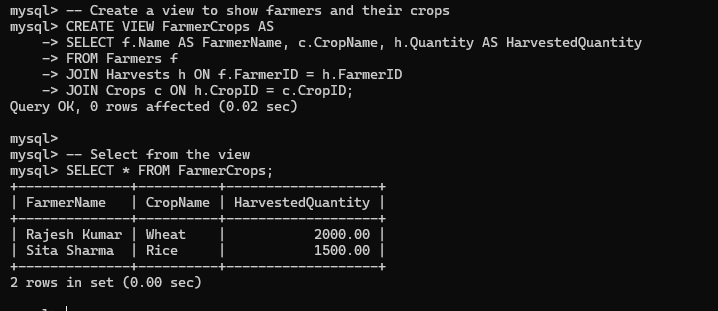 mysql> -- Create a view to show farmers and their crops
mysql> CREATE VIEW FarmerCrops AS
    -> SELECT f.Name AS FarmerName, c.CropName, h.Quantity AS HarvestedQuantity
    -> FROM Farmers f
    -> JOIN Harvests h ON f.FarmerID = h.FarmerID
    -> JOIN Crops c ON h.CropID = c.CropID;
Query OK, 0 rows affected (0.02 sec)

mysql>
mysql> -- Select from the view
mysql> SELECT * FROM FarmerCrops;
+--------------+----------+-------------------+
| FarmerName   | CropName | HarvestedQuantity |
+--------------+----------+-------------------+
| Rajesh Kumar | Wheat    |           2000.00 |
| Sita Sharma  | Rice     |           1500.00 |
+--------------+----------+-------------------+
2 rows in set (0.00 sec)